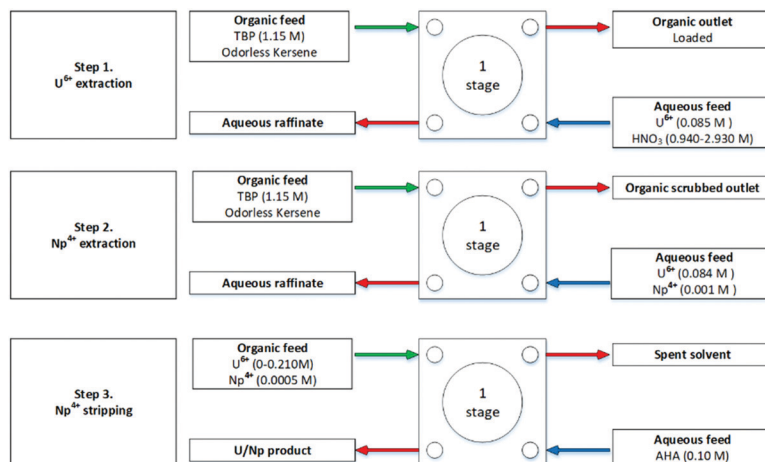 Step 1.
U6+ extraction
Organic feed
TBP (1.15 M)
Odorless Kersene
Aqueous raffinate
1
stage
Organic outlet
Loaded
Aqueous feed
U6+ (0.085 M )
HNO3 (0.940-2.930 M)
Step 2.
Np4+ extraction
Organic feed
TBP (1.15 M)
Odorless Kersene
Aqueous raffinate
1
stage
Organic scrubbed outlet
Aqueous feed
U6+ (0.084 M )
Np4+ (0.001 M )
Step 3.
Np4+ stripping
Organic feed
U6+ (0-0.210M)
Np4+ (0.0005 M)
U/Np product
1
stage
Spent solvent
Aqueous feed
AHA (0.10 M)